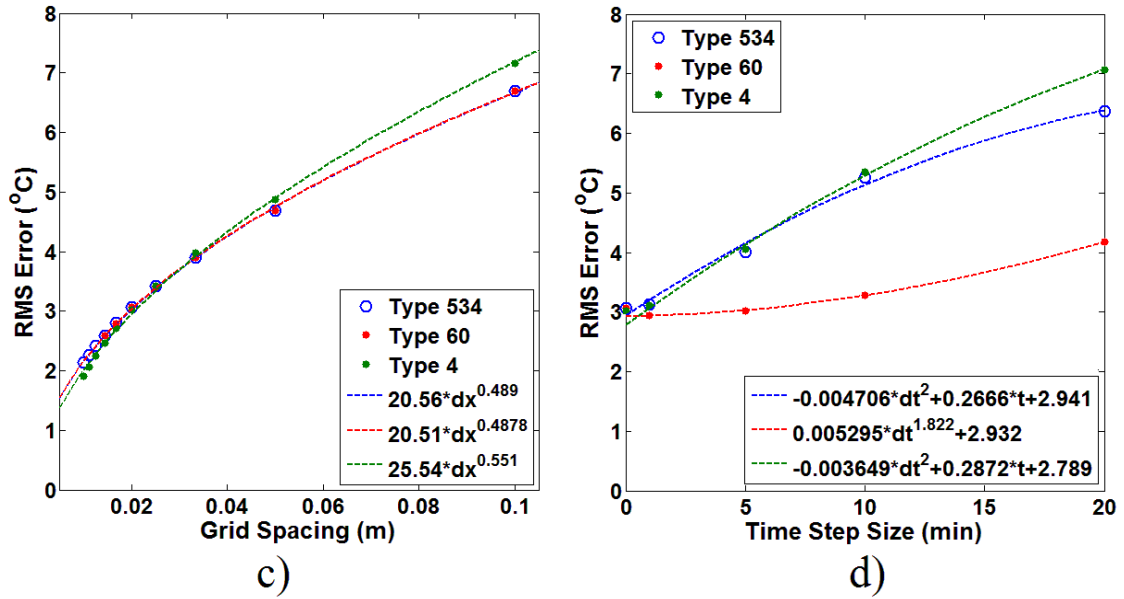 8
7
6
5
4
3
2
1
0
RMS Error (°C)
0.02
0.04
0.06
0.08
0.1
Grid Spacing (m)
Type 534
Type 60
Type 4
20.56*dx^0.489
20.51*dx^0.4878
25.54*dx^0.551
c)
8
7
6
5
4
3
2
1
0
RMS Error (°C)
0
5
10
15
20
Time Step Size (min)
Type 534
Type 60
Type 4
-0.004706*dt^2+0.2666*t+2.941
0.005295*dt^1.822+2.932
-0.003649*dt^2+0.2872*t+2.789
d)